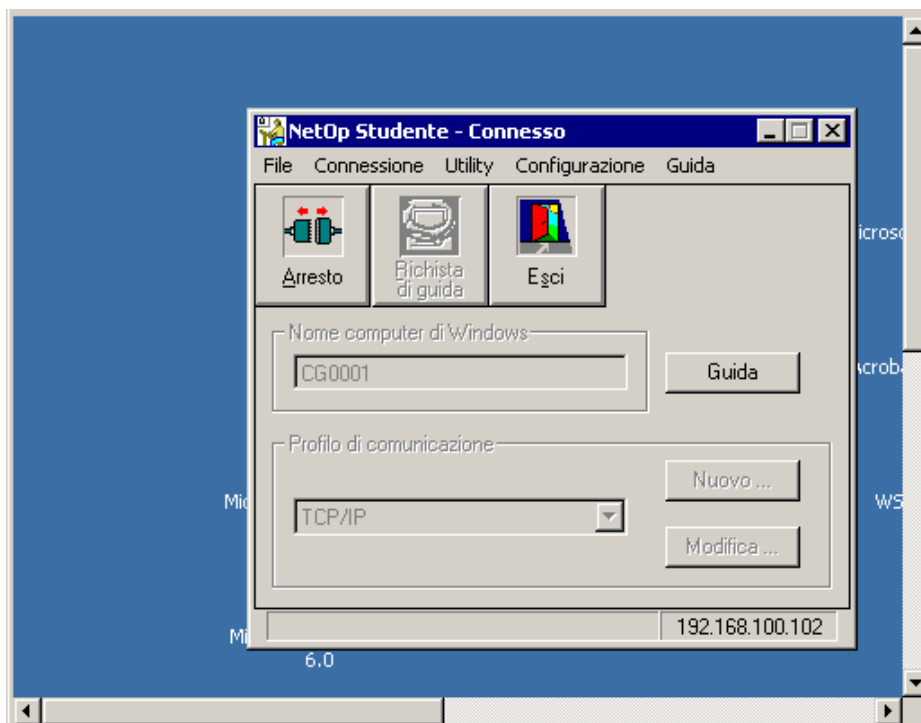 NetOp Studente - Connesso
File Connessione Utility Configurazione Guida
Arresto
Richista
di guida
Esci
Nome computer di Windows
CG0001
Guida
Profilo di comunicazione
TCP/IP
Nuovo ...
Modifica ...
192.168.100.102
6.0